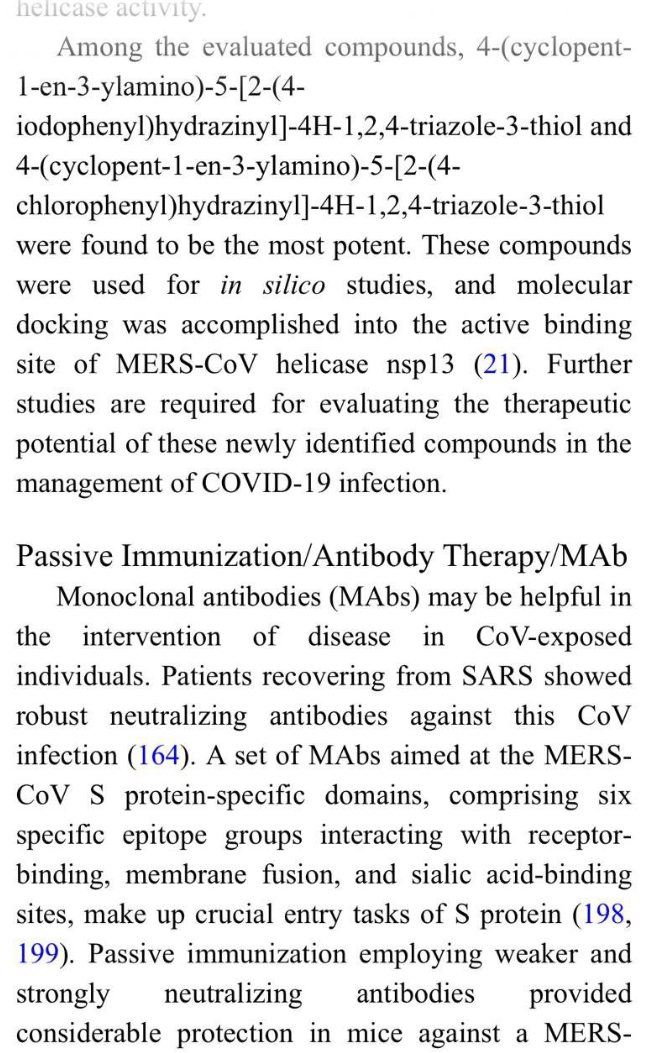 helicase activity.
Among the evaluated compounds, 4-(cyclopent-
1-en-3-ylamino)-5-[2-(4-
iodophenyl)hydrazinyl]-4H-1,2,4-triazole-3-thiol and
4-(cyclopent-1-en-3-ylamino)-5-[2-(4-
chlorophenyl)hydrazinyl]-4H-1,2,4-triazole-3-thiol
were found to be the most potent. These compounds
were used for in silico studies, and molecular
docking was accomplished into the active binding
site of MERS-CoV helicase nsp13 (21). Further
studies are required for evaluating the therapeutic
potential of these newly identified compounds in the
management of COVID-19 infection.
Passive Immunization/Antibody Therapy/MAb
Monoclonal antibodies (MAbs) may be helpful in
the intervention of disease in CoV-exposed
individuals. Patients recovering from SARS showed
robust neutralizing antibodies against this CoV
infection (164). A set of MAbs aimed at the MERS-
CoV S protein-specific domains, comprising six
specific epitope groups interacting with receptor-
binding, membrane fusion, and sialic acid-binding
sites, make up crucial entry tasks of S protein (198,
199). Passive immunization employing weaker and
strongly neutralizing antibodies provided
considerable protection in mice against a MERS-